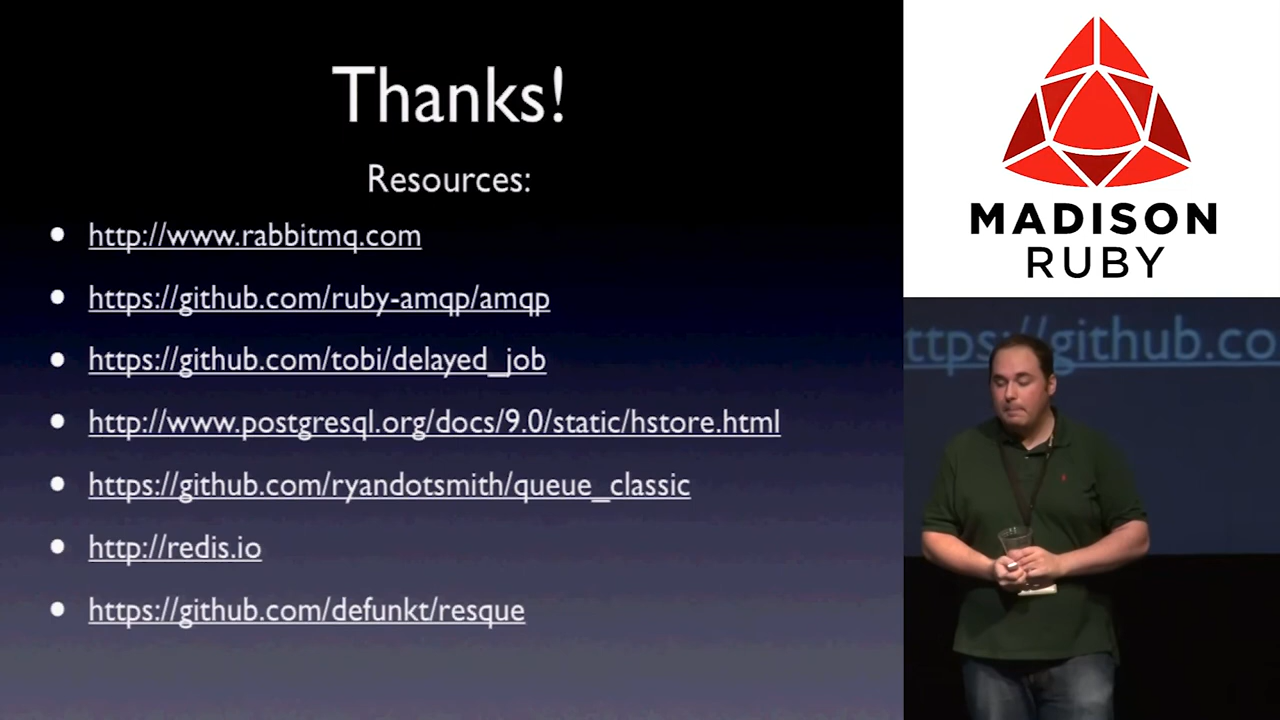 Thanks!
Resources:
http://www.rabbitmq.com
https://github.com/ruby-amqp/amqp
https://github.com/tobi/delayed_job
http://www.postgresql.org/docs/9.0/static/hstore.html
https://github.com/ryandotsmith/queue_classic
http://redis.io
https://github.com/defunkt/resque
MADISON
RUBY
ttps://github.co